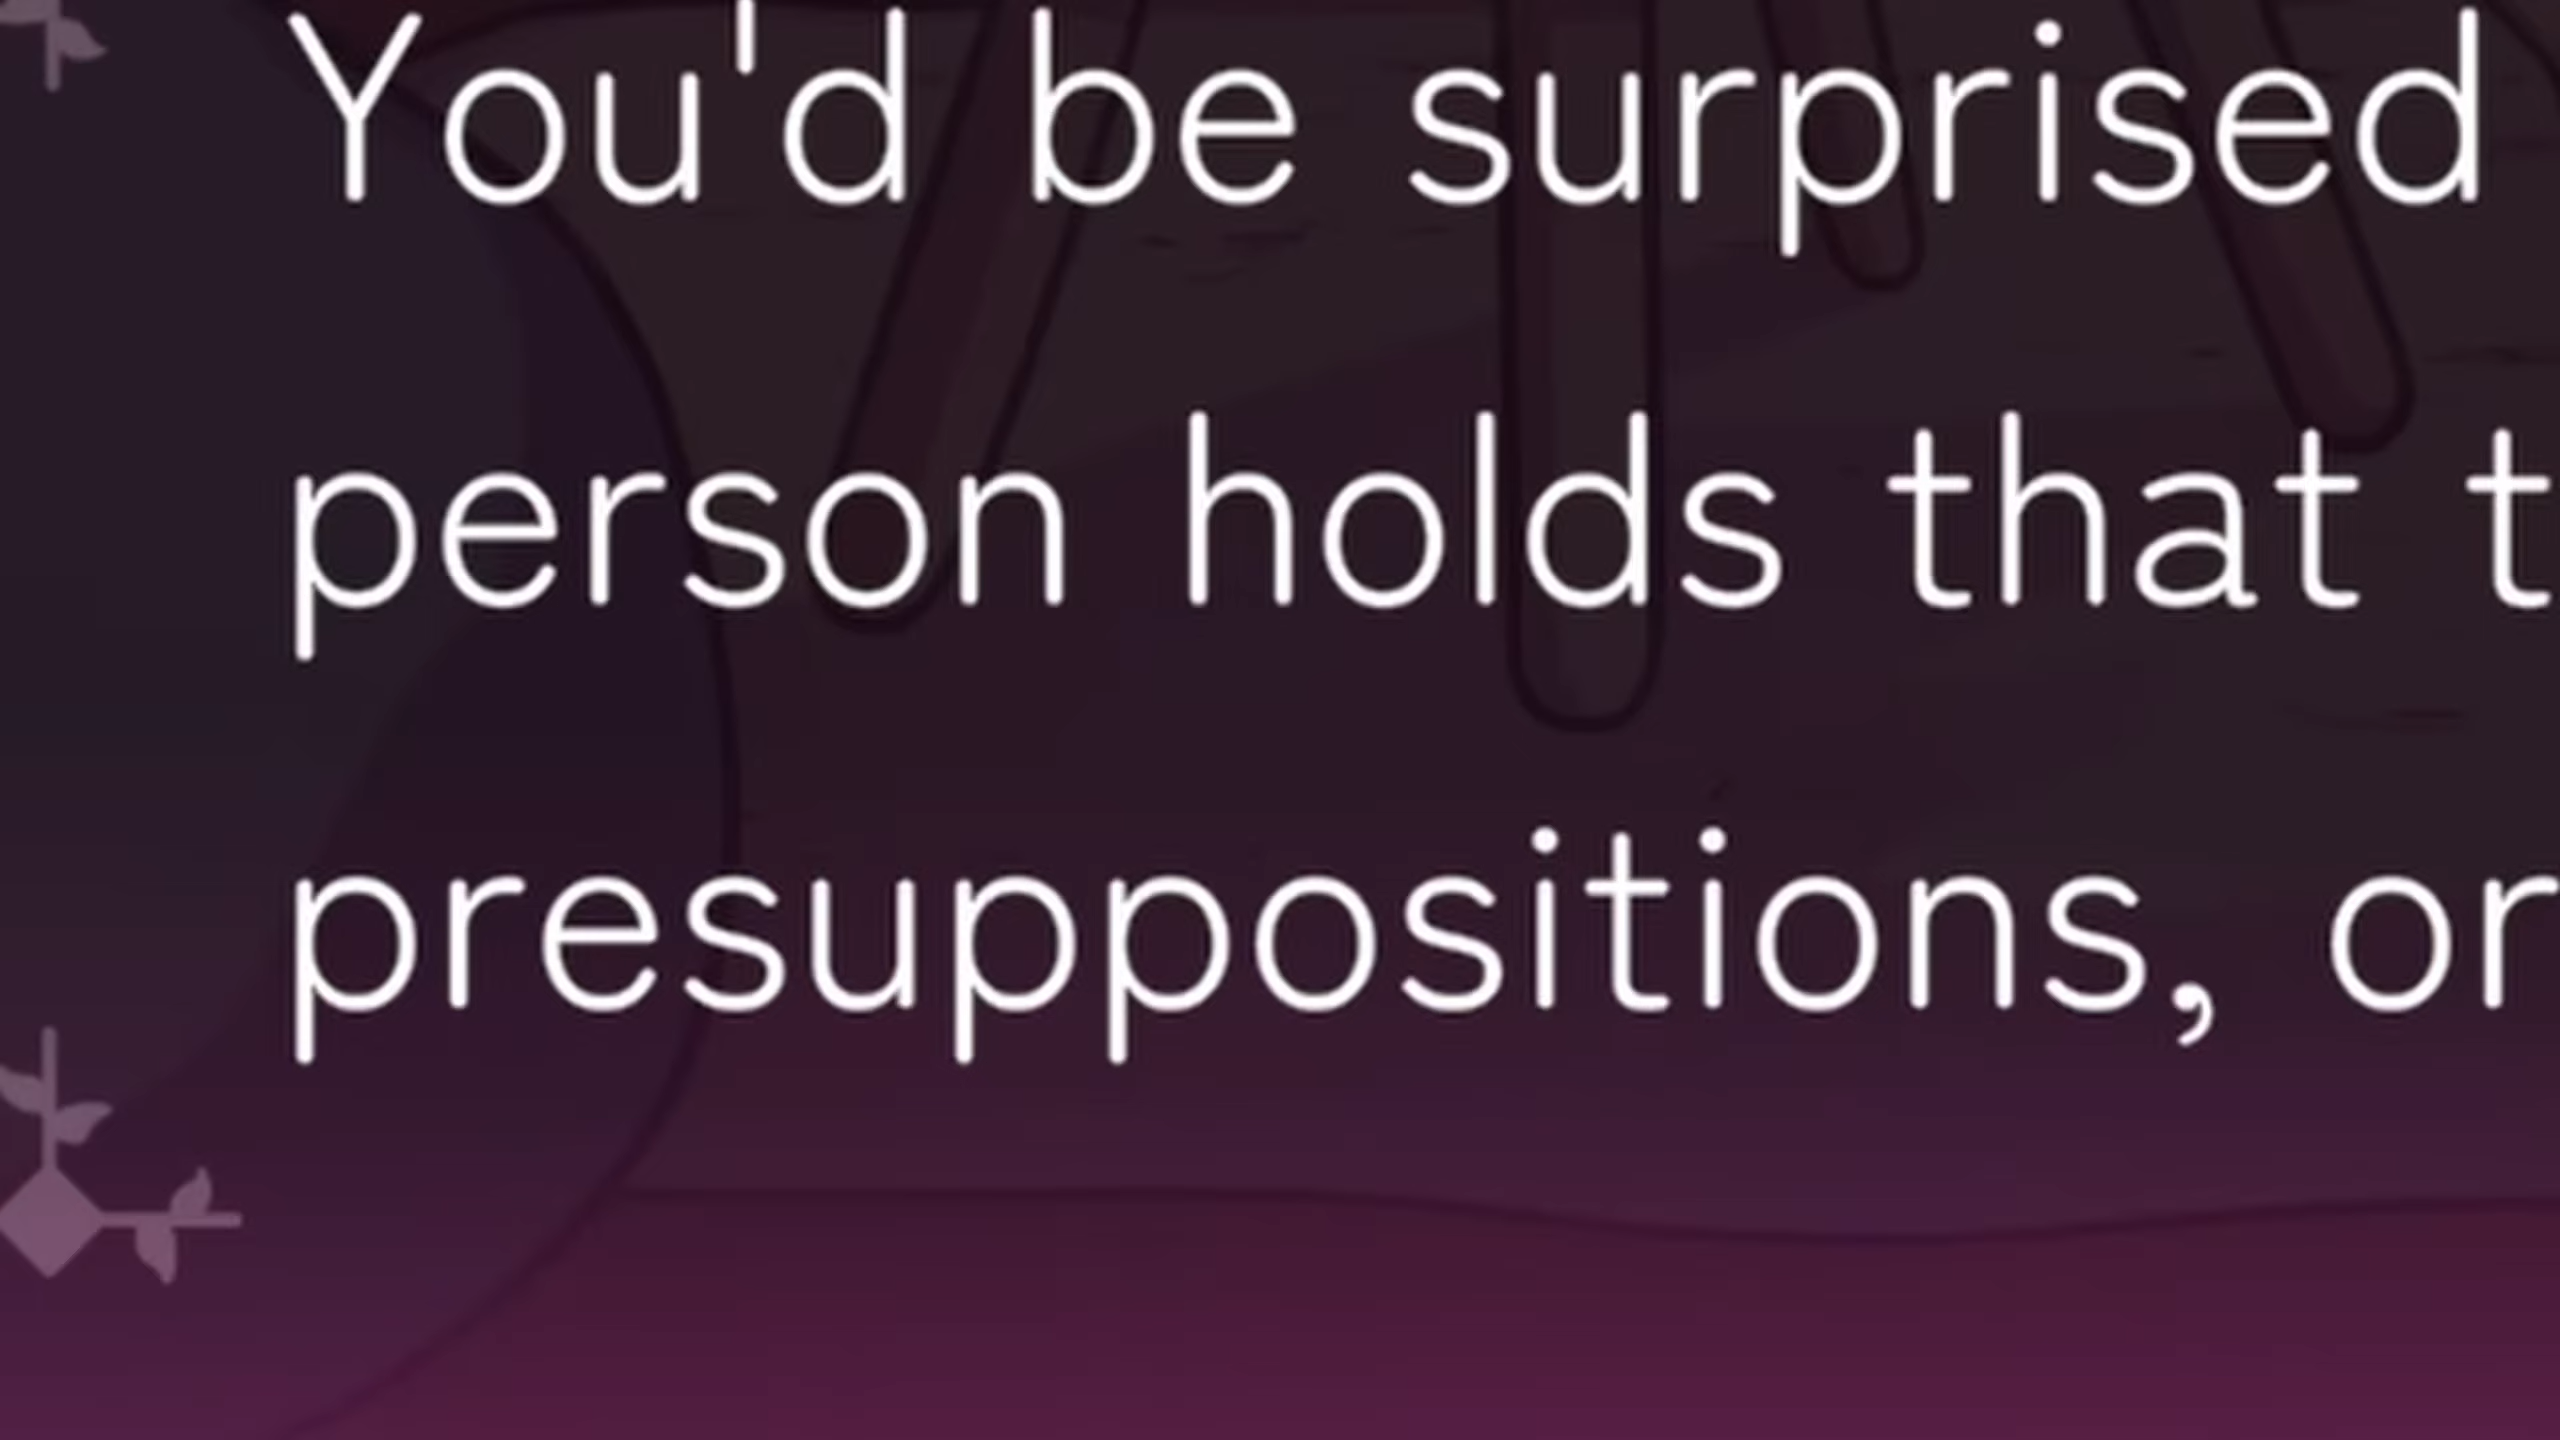 You'd be surprised
person holds that t
presuppositions, or